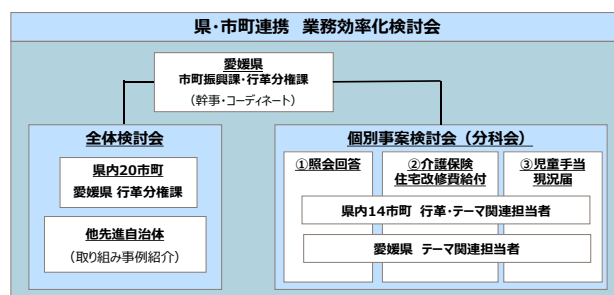 県・市町連携 業務効率化検討会
愛媛県
市町振興課・行革分権課
（幹事・コーディネート）
全体検討会
県内20市町
愛媛県 行革分権課
他先進自治体
（取り組み事例紹介）
個別事案検討会（分科会）
①照会回答
②介護保険
住宅改修費給付
③児童手当
現況届
県内14市町 行革・テーマ関連担当者
愛媛県 テーマ関連担当者